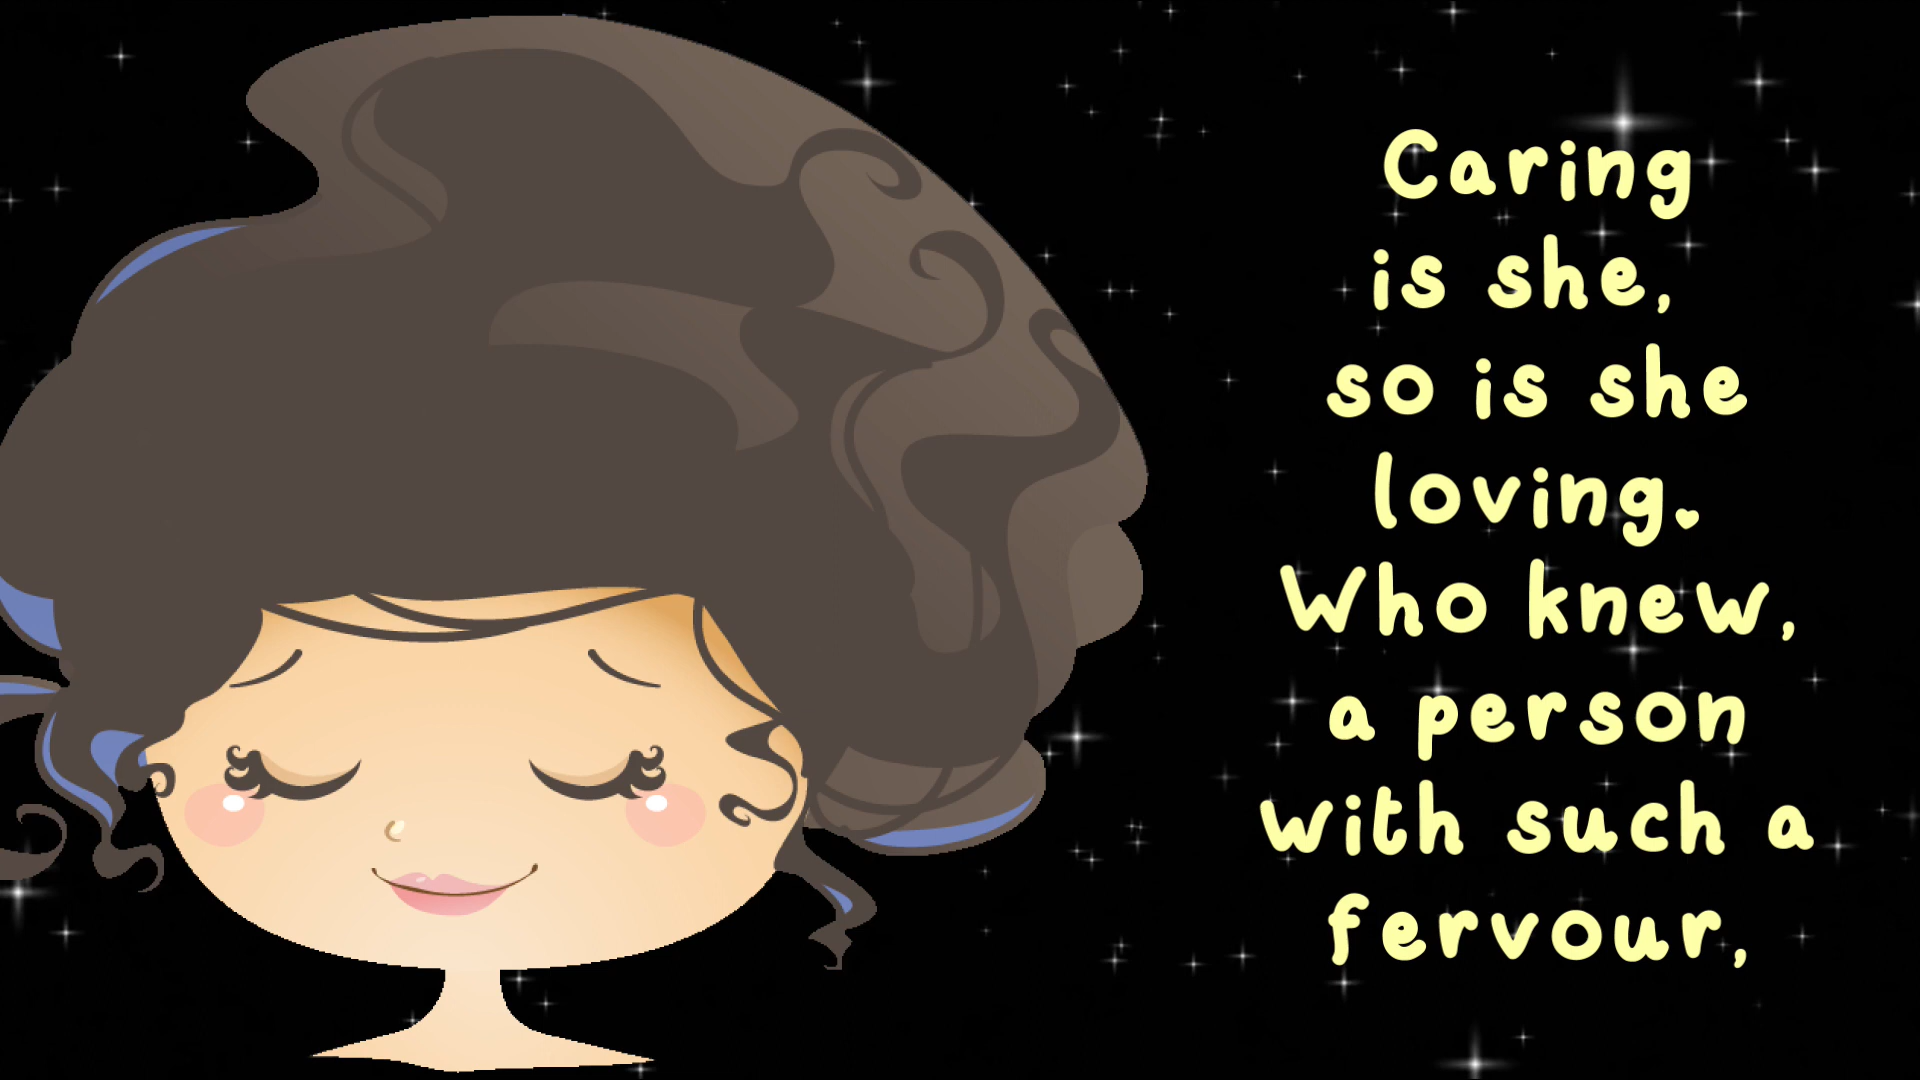 Caring
is she,
so is she
loving.
Who knew,
a person
with such a
fervour,